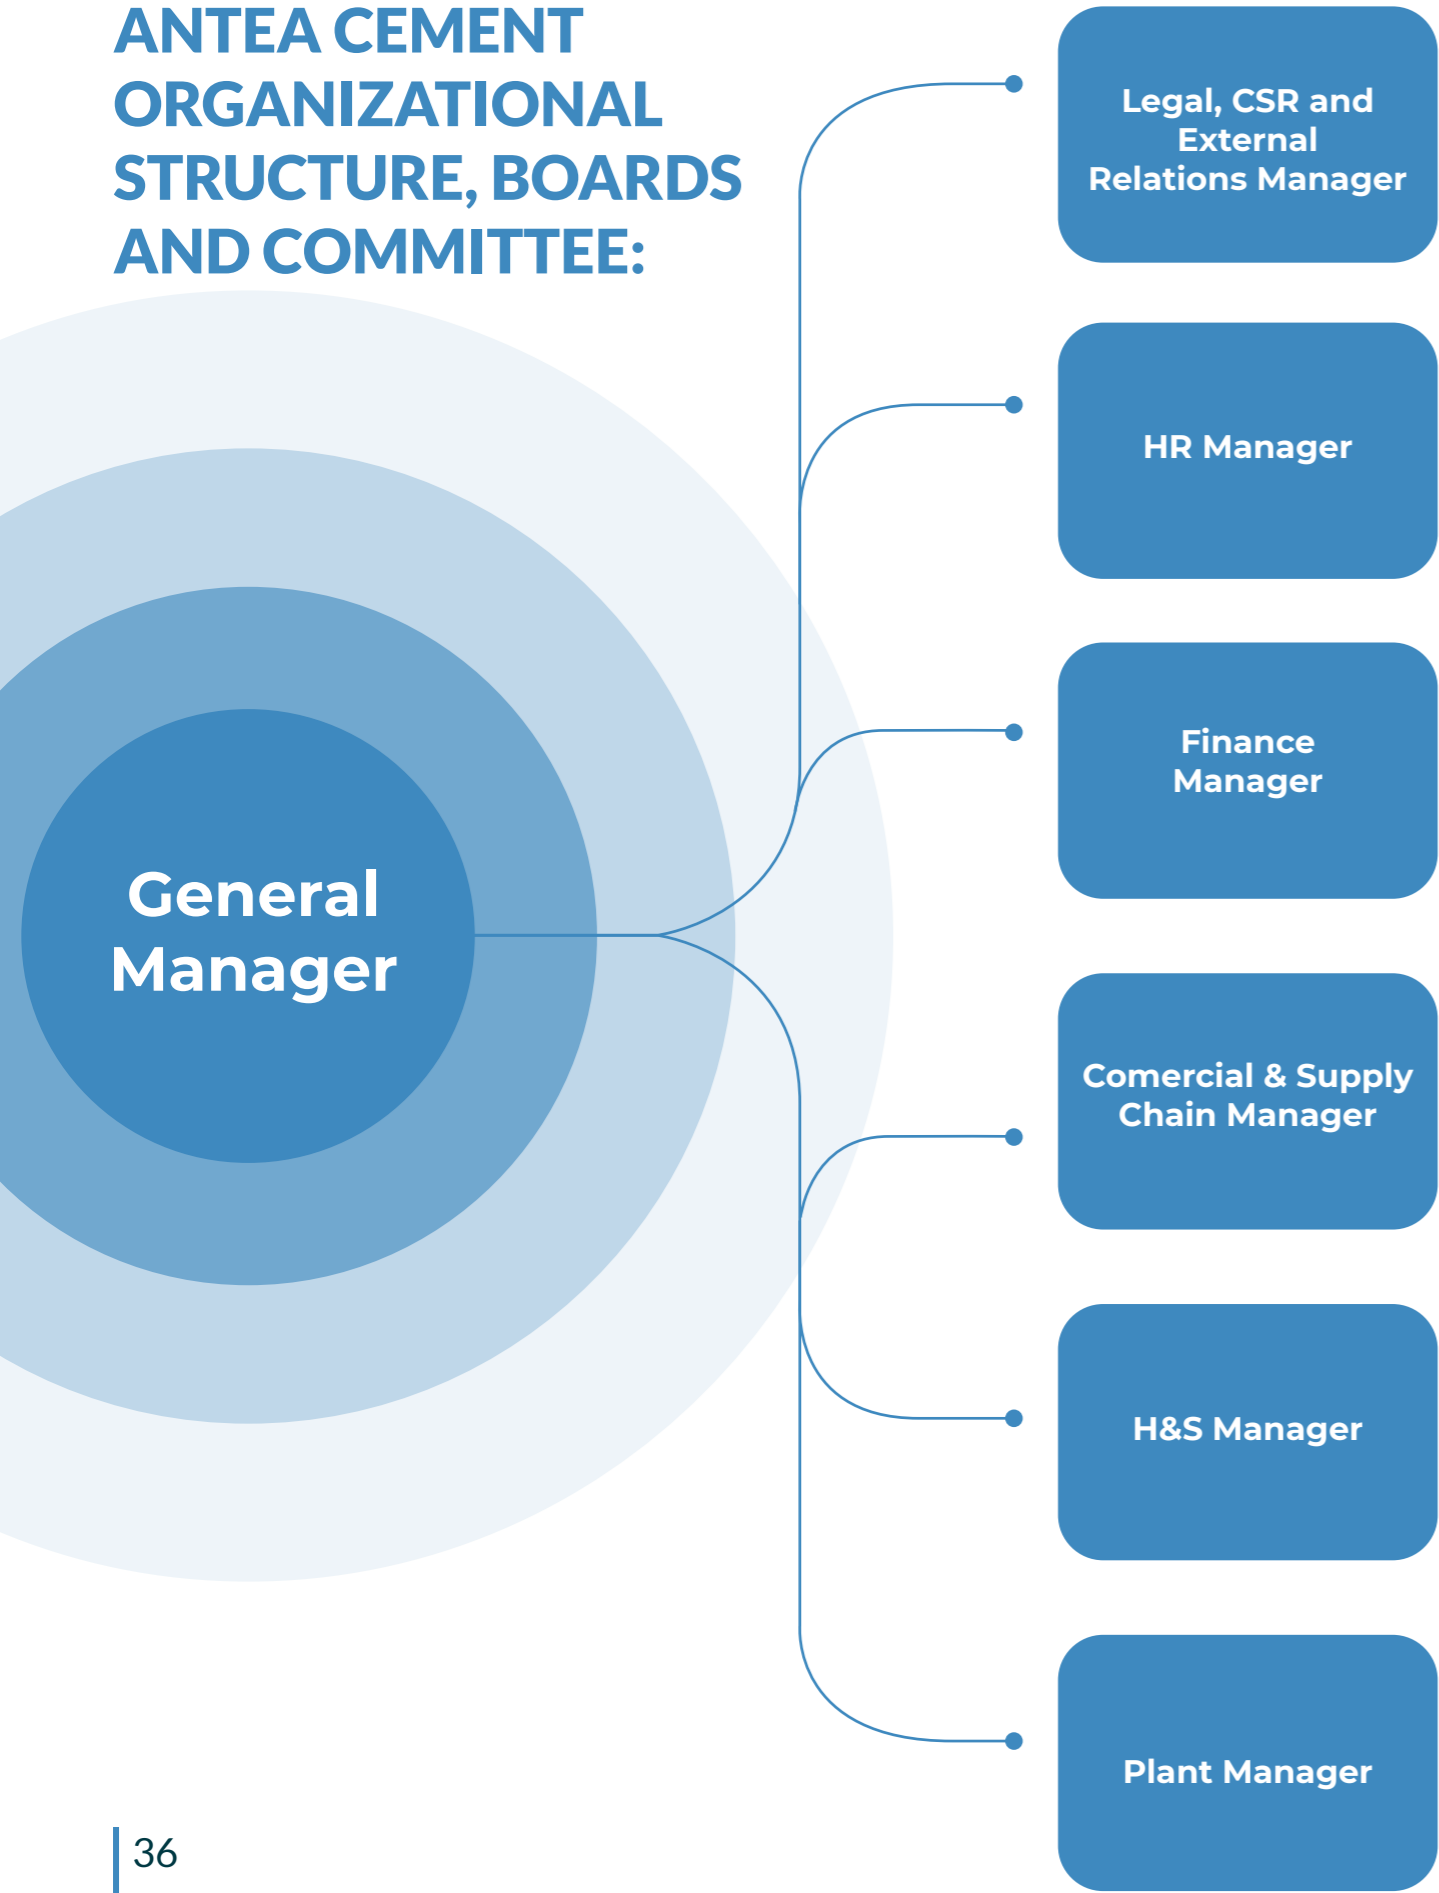 ANTEA CEMENT
ORGANIZATIONAL
STRUCTURE, BOARDS
AND COMMITTEE:
General
Manager
Legal, CSR and
External
Relations Manager
HR Manager
Finance
Manager
Comercial & Supply
Chain Manager
H&S Manager
Plant Manager
36